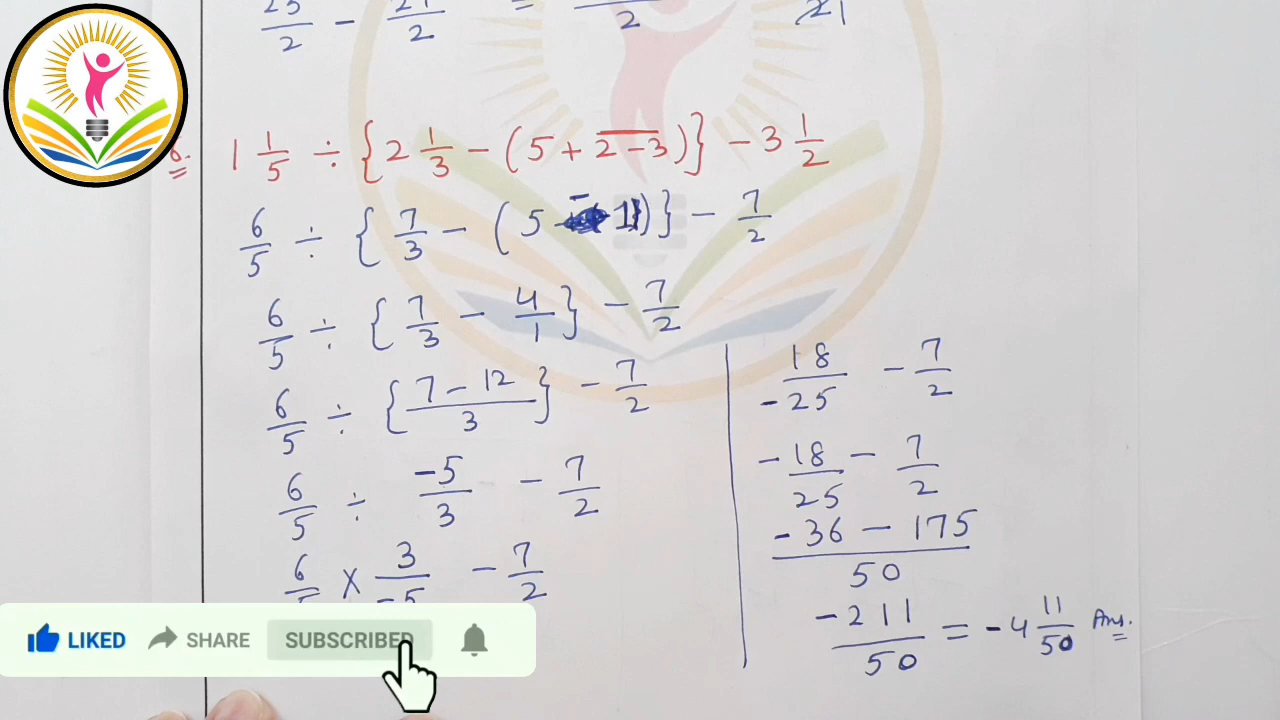 25/2 - 21/2 = /2 21
8. 1 1/5 ÷ {2 1/3 - (5 + 2̅ ̅-̅ ̅3̅)} - 3 1/2
6/5 ÷ {7/3 - (5 - 1)} - 7/2
6/5 ÷ {7/3 - 4/1} - 7/2
6/5 ÷ {7 - 12/3} - 7/2
6/5 ÷ -5/3 - 7/2
6/5 × 3/-5 - 7/2
18/-25 - 7/2
-18/25 - 7/2
-36 - 175/50
-211/50 = -4 11/50 Ans.
LIKED SHARE SUBSCRIBED